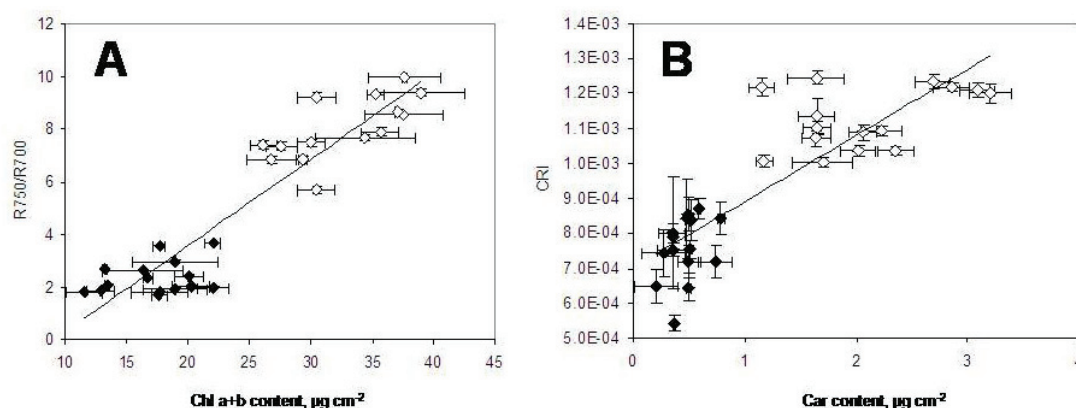 A
12
10
8
6
4
2
0
R750/R700
10 15 20 25 30 35 40 45
Chl a+b content, µg cm-2
B
1.4E-03
1.3E-03
1.2E-03
1.1E-03
1.0E-03
9.0E-04
8.0E-04
7.0E-04
6.0E-04
5.0E-04
CRI
0 1 2 3 4
Car content, µg cm-2